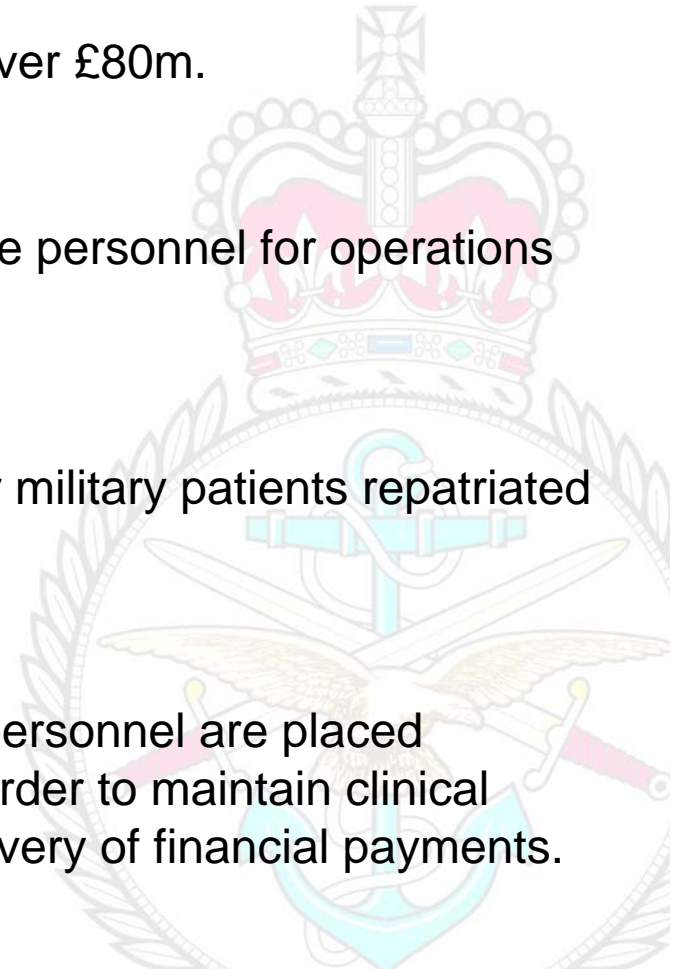 ver £80m.
e personnel for operations
military patients repatriated
ersonnel are placed
rder to maintain clinical
very of financial payments.